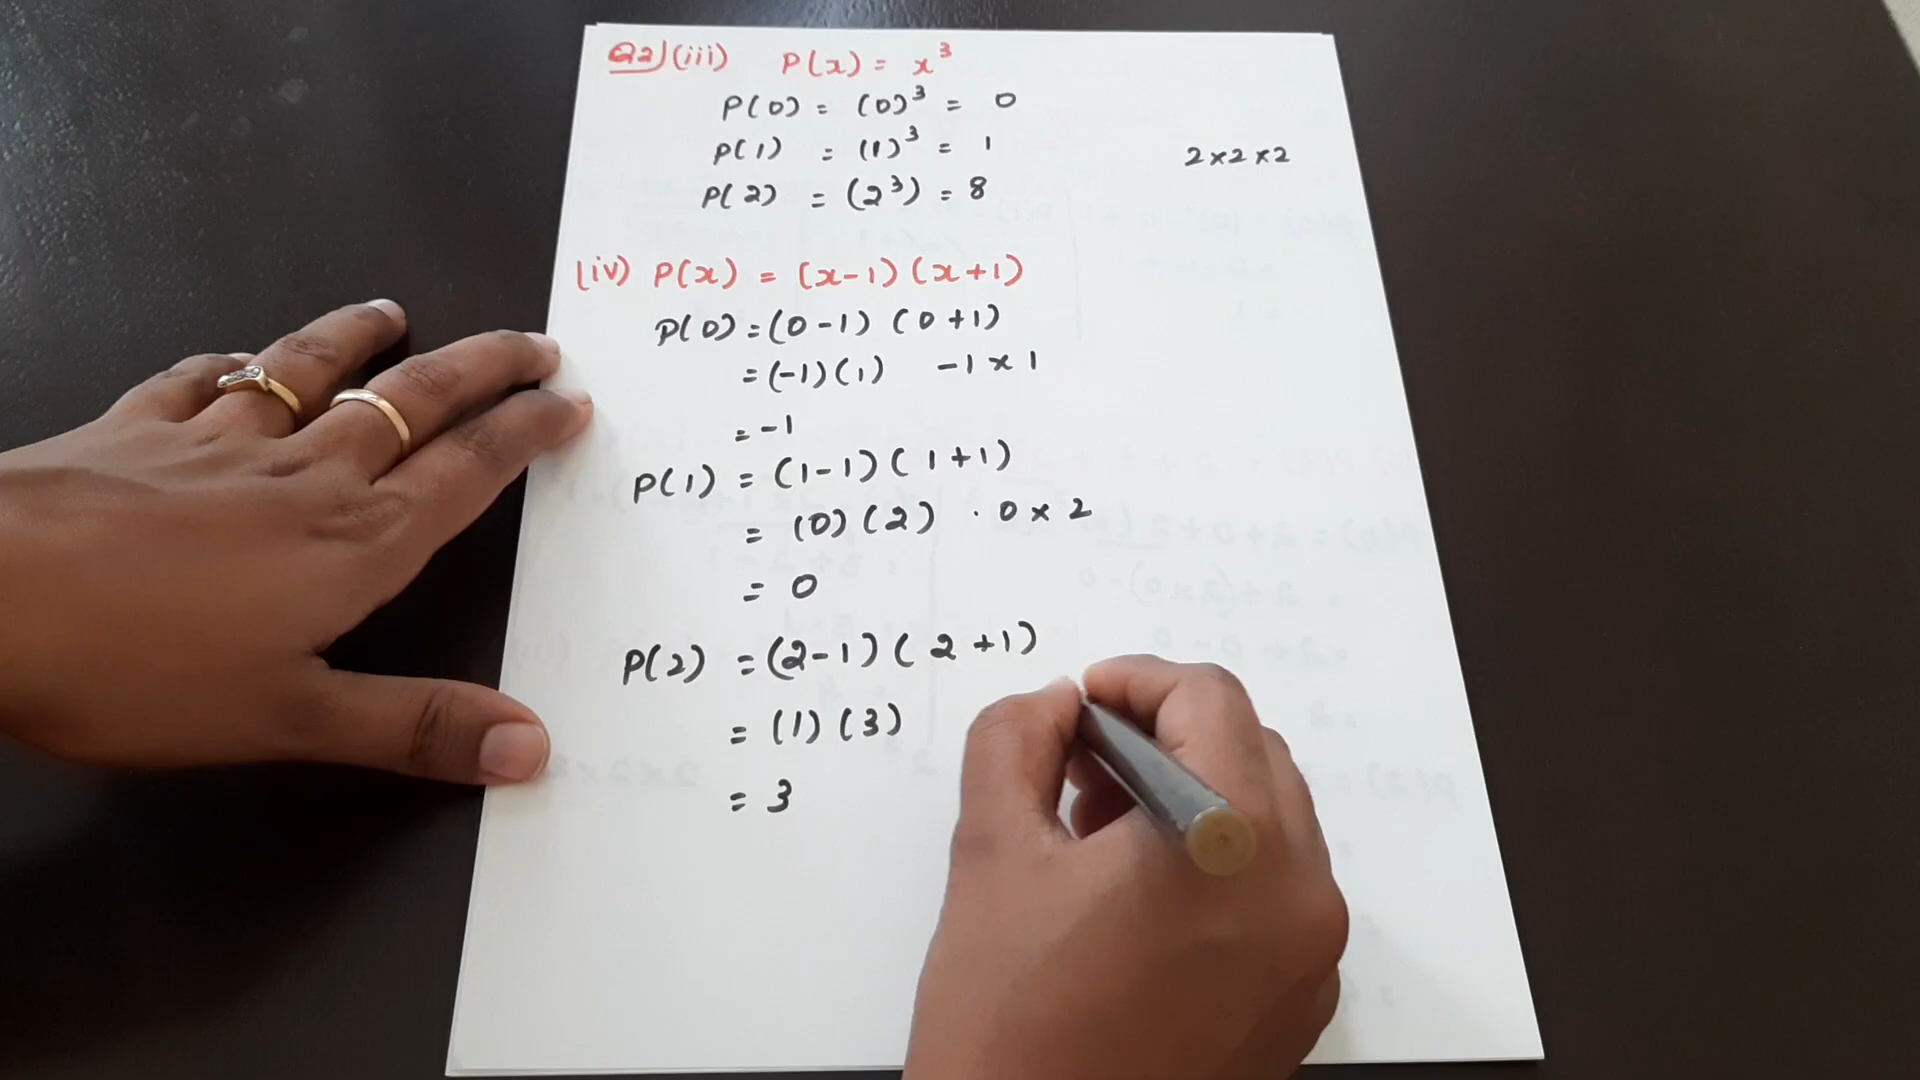 Q2)(iii) P(x) = x³
P(0) = (0)³ = 0
P(1) = (1)³ = 1
2×2×2
P(2) = (2³) = 8
(iv) P(x) = (x-1)(x+1)
P(0) = (0-1)(0+1)
= (-1)(1) -1 × 1
= -1
P(1) = (1-1)(1+1)
= (0)(2) · 0 × 2
= 0
P(2) = (2-1)(2+1)
= (1)(3)
= 3